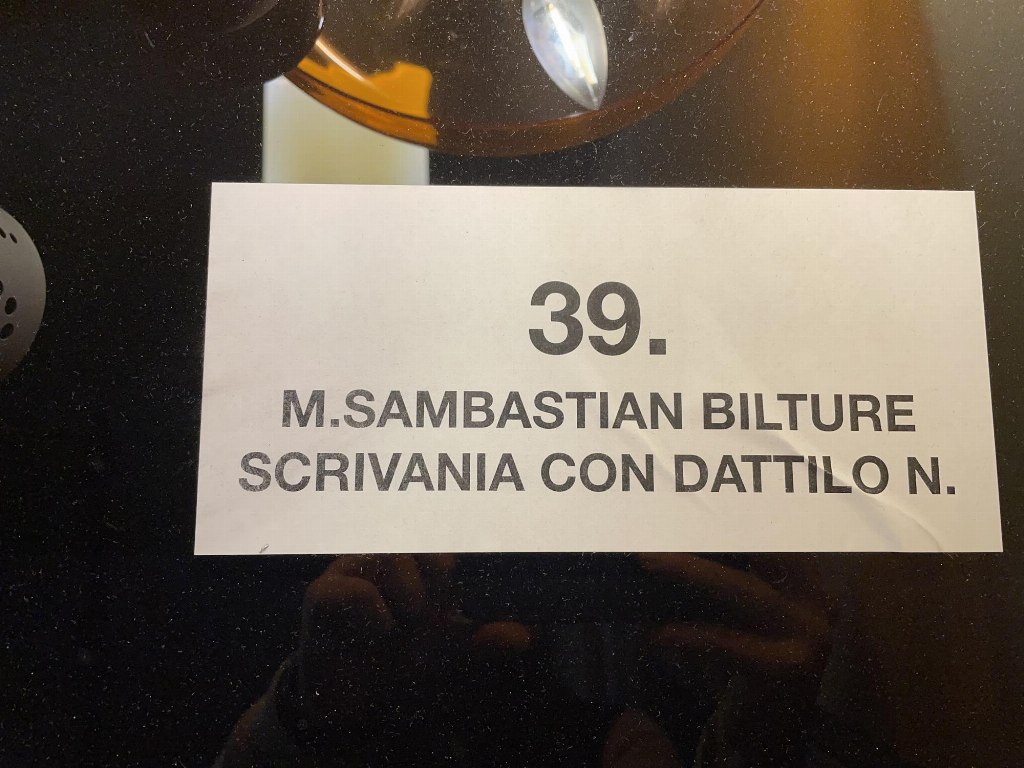 39.
M.SAMBASTIAN BILTURE
SCRIVANIA CON DATTILO N.